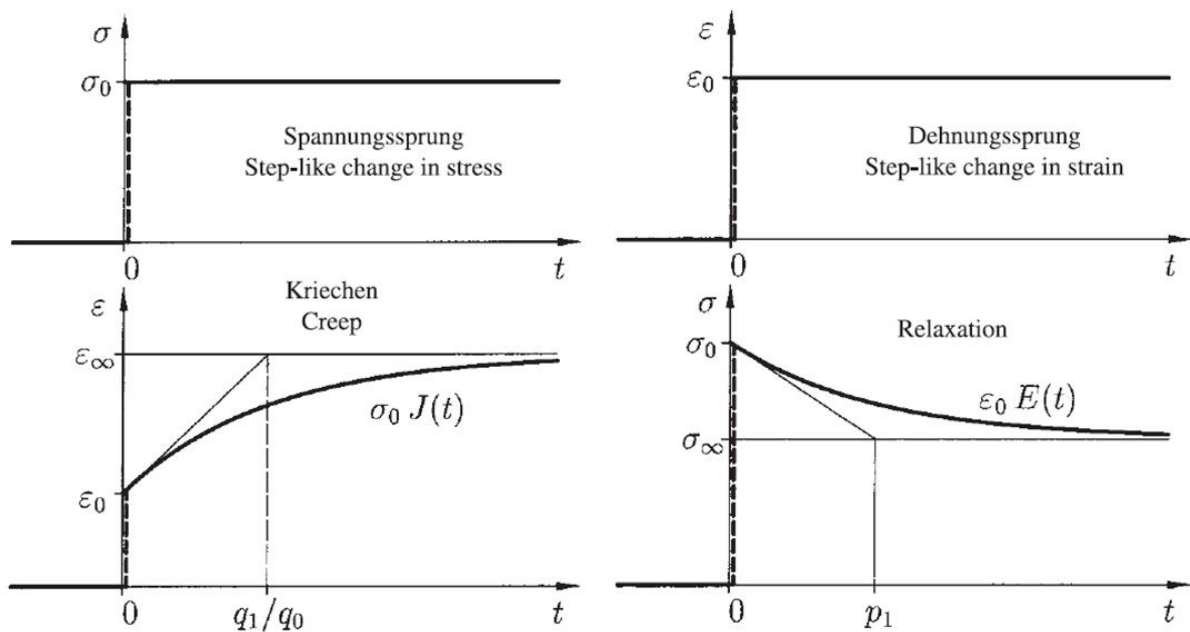 σ
σ₀
Spannungssprung
Step-like change in stress
0
t
ε
ε₀
Dehnungssprung
Step-like change in strain
0
t
ε
Kriechen
Creep
ε∞
σ₀ J(t)
ε₀
0
q₁/q₀
t
σ
Relaxation
σ₀
ε₀ E(t)
σ∞
0
p₁
t